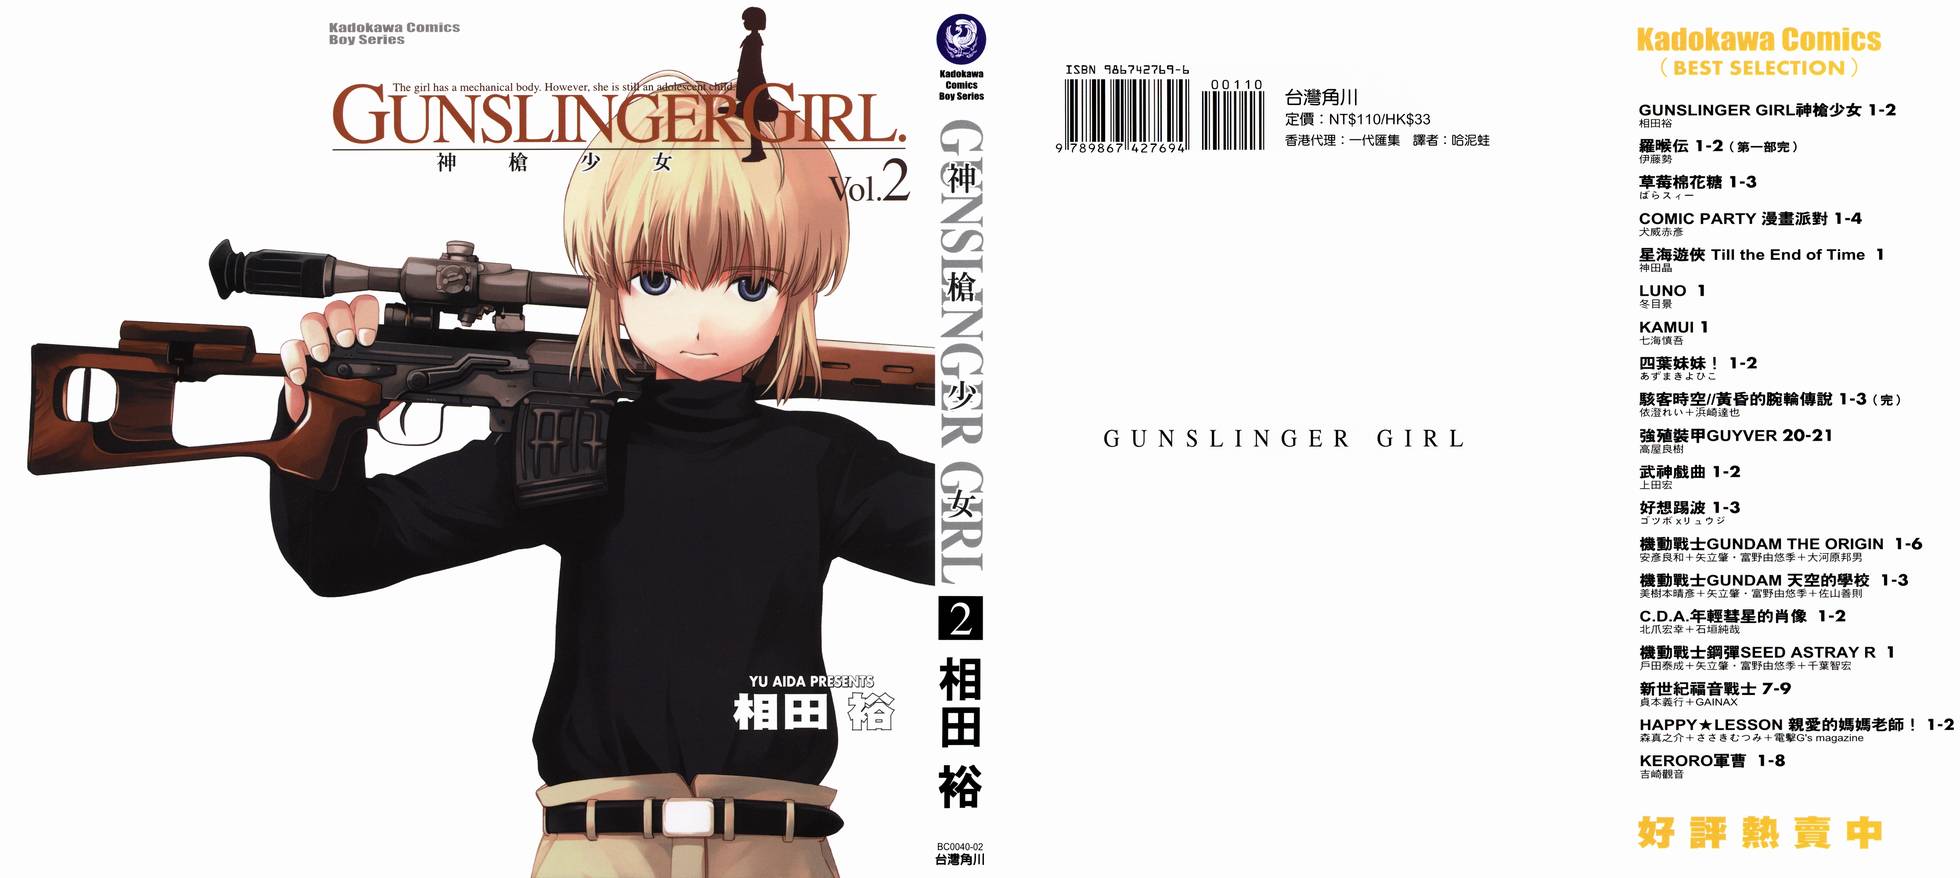 Kadokawa Comics
Boy Series
The girl has a mechanical body. However, she is still an adolescent child.
GUNSLINGER GIRL.
神槍少女
Vol.2
YU AIDA PRESENTS
相田 裕
Kadokawa
Comics
Boy Series
GUNSLINGER GIRL
神槍少女
2
相田 裕
BC0040-02
台灣角川
ISBN 986742769-6
00110
9 789867 427694
台灣角川
定價：NT$110/HK$33
香港代理：一代匯集 譯者：哈泥蛙
GUNSLINGER GIRL
Kadokawa Comics
（BEST SELECTION）
GUNSLINGER GIRL神槍少女 1-2
相田裕
羅喉伝 1-2（第一部完）
伊藤勢
草莓棉花糖 1-3
ばらスィー
COMIC PARTY 漫畫派對 1-4
犬威赤彥
星海遊俠 Till the End of Time 1
神田晶
LUNO 1
冬目景
KAMUI 1
七海慎吾
四葉妹妹！ 1-2
あずまきよひこ
駭客時空//黃昏的腕輪傳說 1-3（完）
依澄れい＋浜崎達也
強殖裝甲GUYVER 20-21
高屋良樹
武神戲曲 1-2
上田宏
好想踢波 1-3
ゴツボ×リュウジ
機動戰士GUNDAM THE ORIGIN 1-6
安彥良和＋矢立肇・富野由悠季＋大河原邦男
機動戰士GUNDAM 天空的學校 1-3
美樹本晴彥＋矢立肇・富野由悠季＋佐山善則
C.D.A.年輕彗星的肖像 1-2
北爪宏幸＋石垣純哉
機動戰士鋼彈SEED ASTRAY R 1
戶田泰成＋矢立肇・富野由悠季＋千葉智宏
新世紀福音戰士 7-9
貞本義行＋GAINAX
HAPPY★LESSON 親愛的媽媽老師！ 1-2
森真之介＋ささきむつみ＋電擊G's magazine
KERORO軍曹 1-8
吉崎觀音
好評熱賣中